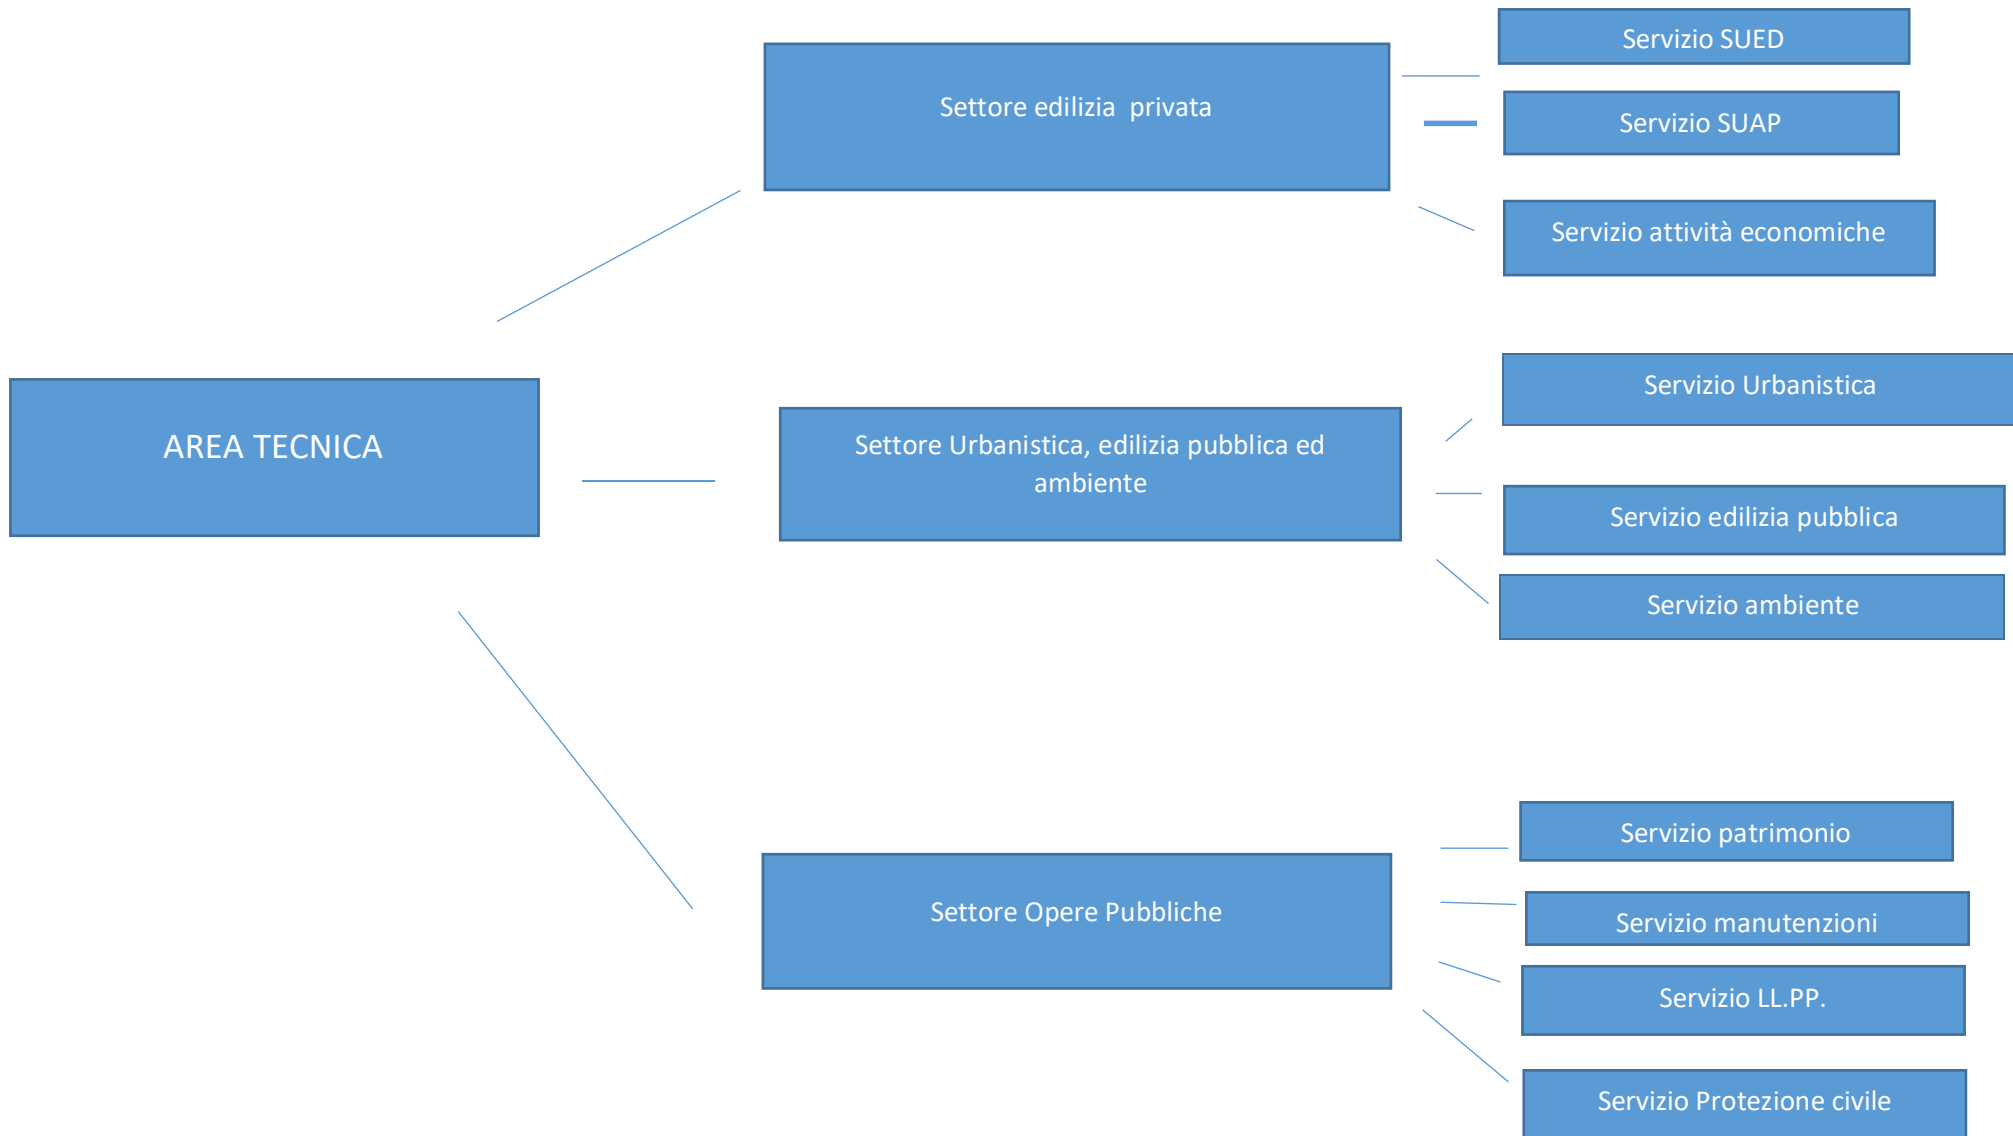 Servizio SUED
Settore edilizia  privata
Servizio SUAP
Servizio attività economiche
AREA TECNICA
Settore Urbanistica, edilizia pubblica ed
ambiente
Servizio Urbanistica
Servizio edilizia pubblica
Servizio ambiente
Settore Opere Pubbliche
Servizio patrimonio
Servizio manutenzioni
Servizio LL.PP.
Servizio Protezione civile